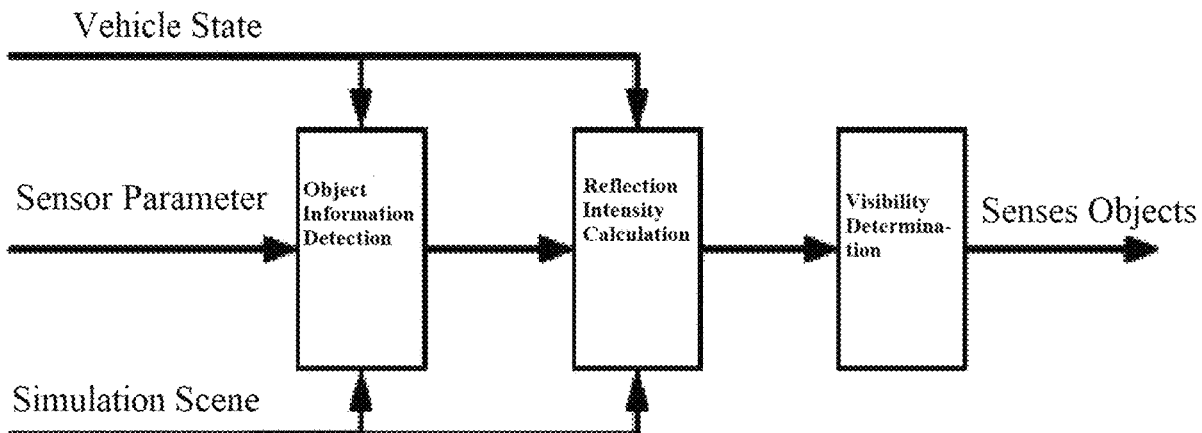 Vehicle State
Sensor Parameter
Object
Information
Detection
Reflection
Intensity
Calculation
Visibility
Determina-
tion
Senses Objects
Simulation Scene